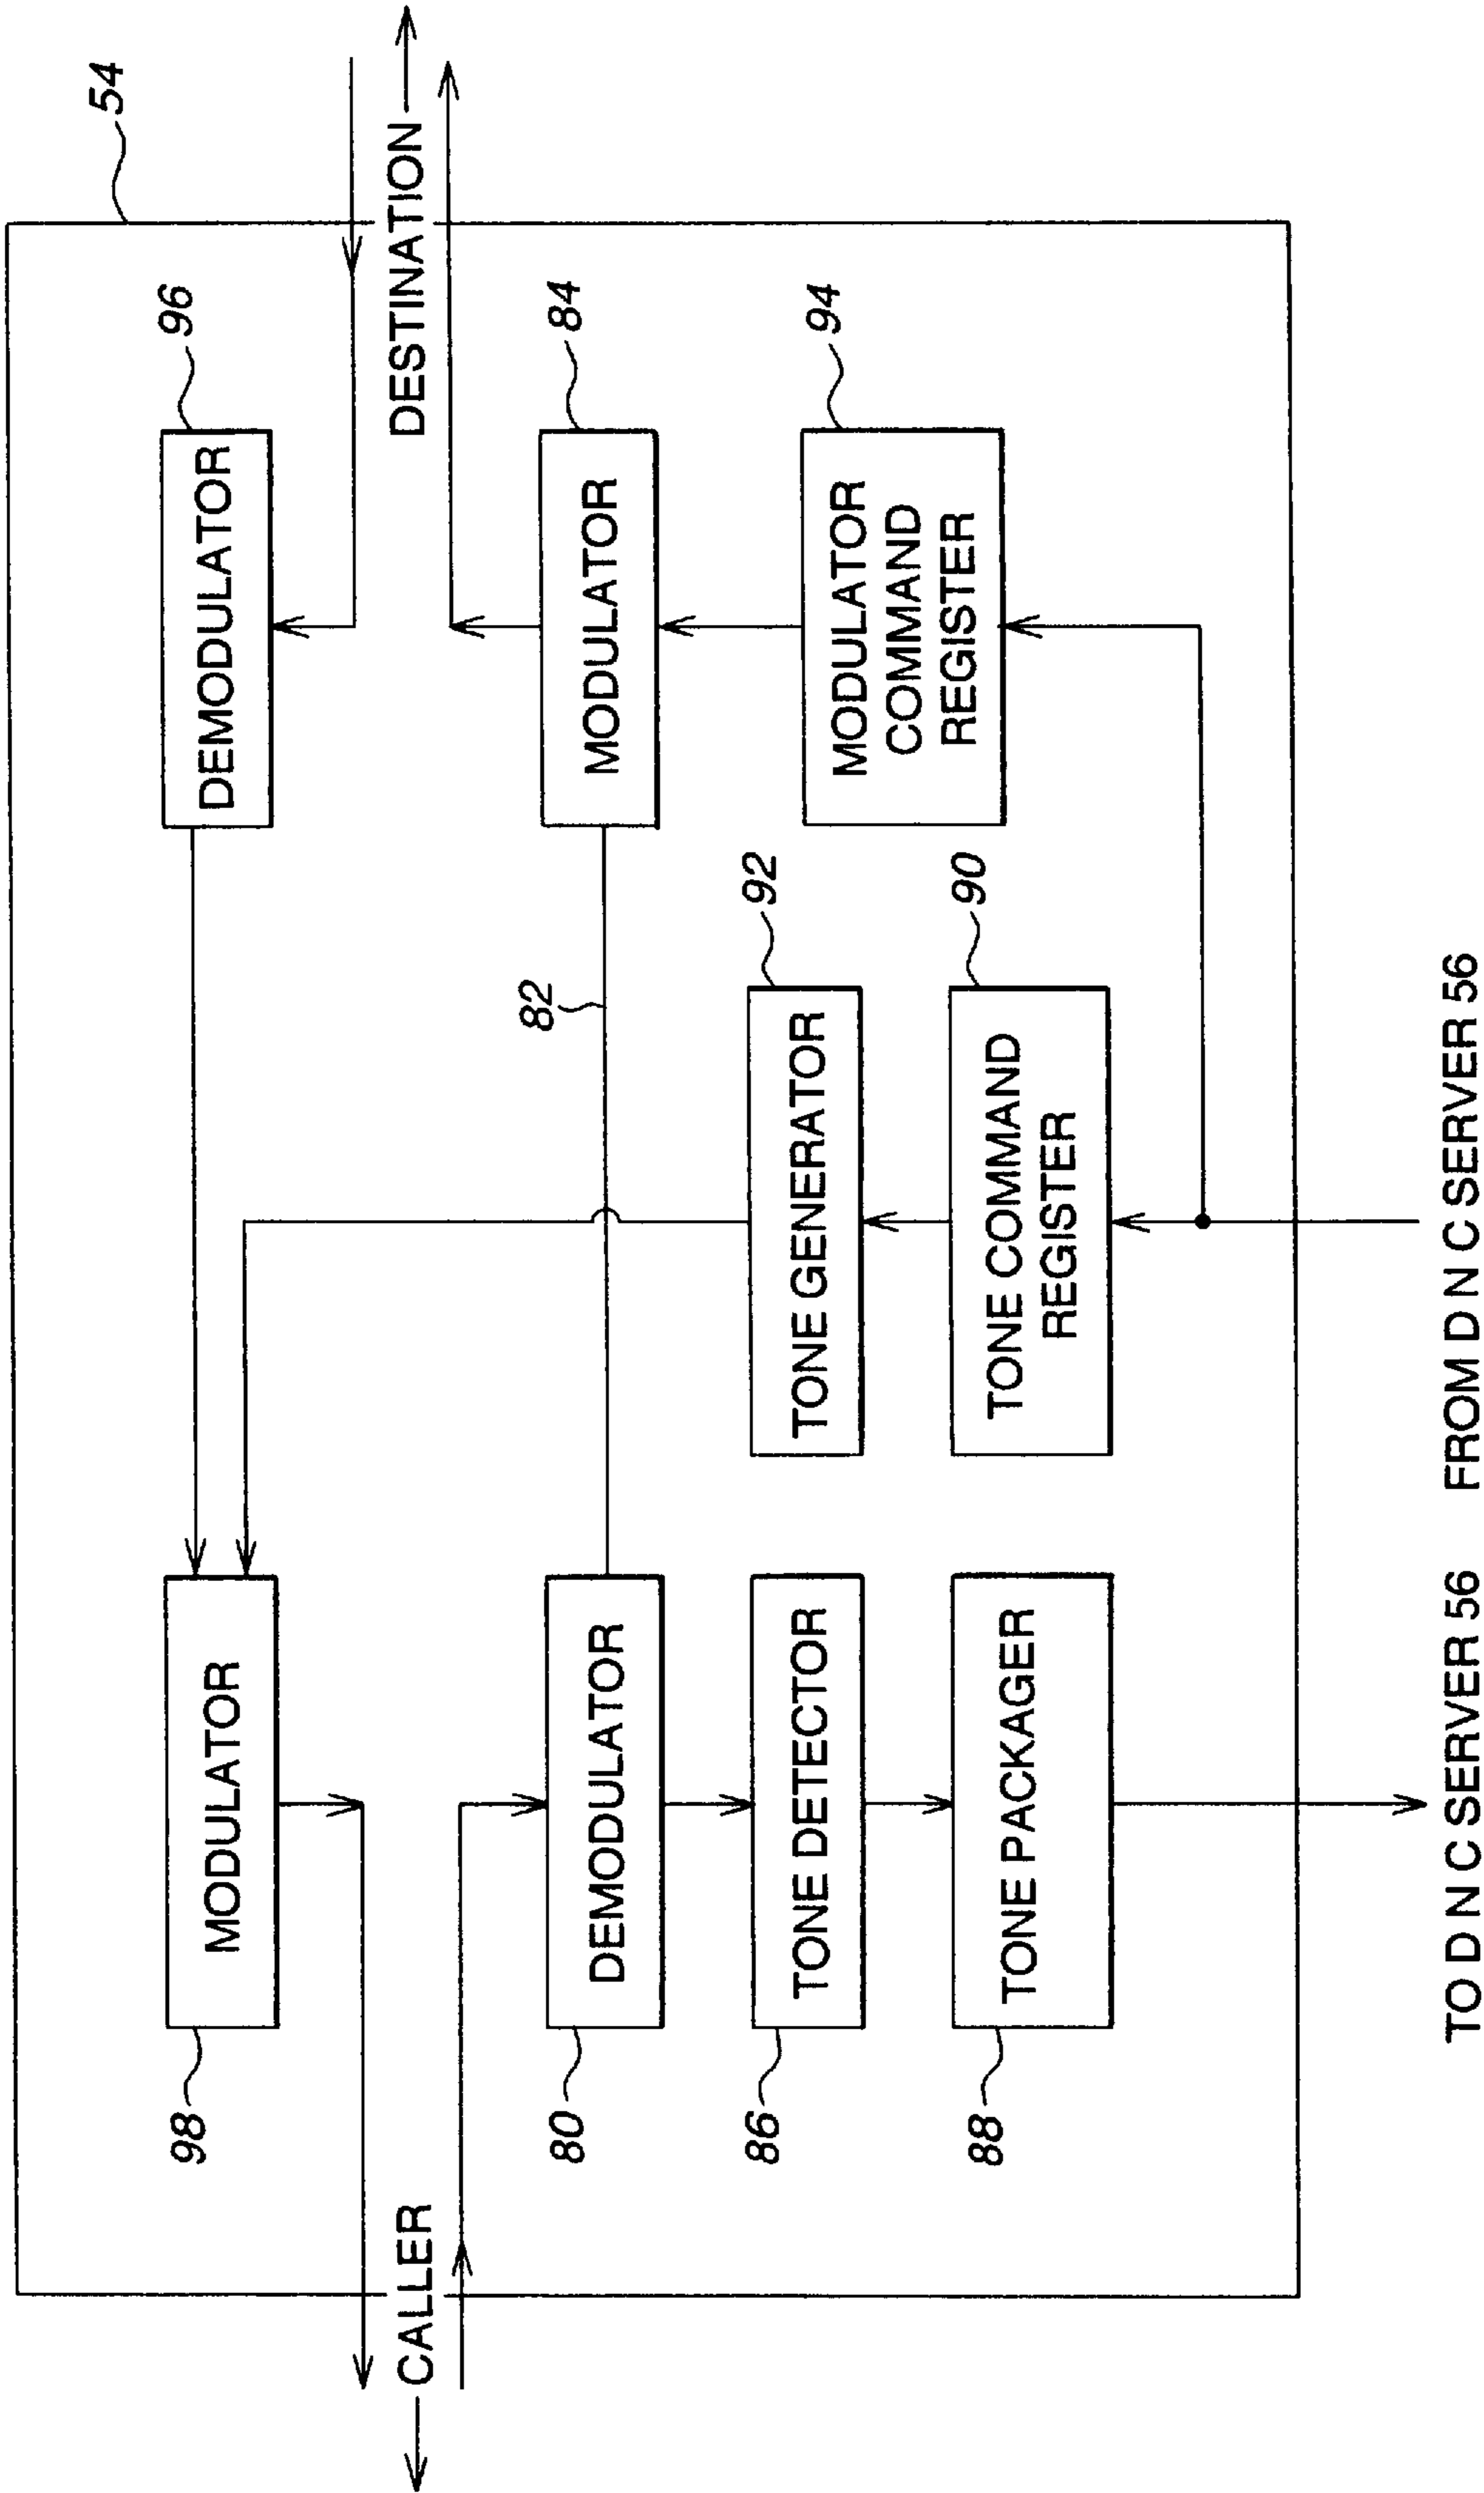 54
98
MODULATOR
DEMODULATOR
96
CALLER
DESTINATION
82
80
DEMODULATOR
MODULATOR
84
86
TONE DETECTOR
TONE GENERATOR
92
MODULATOR
COMMAND
REGISTER
94
88
TONE PACKAGER
TONE COMMAND
REGISTER
90
TO D N C SERVER 56
FROM D N C SERVER 56